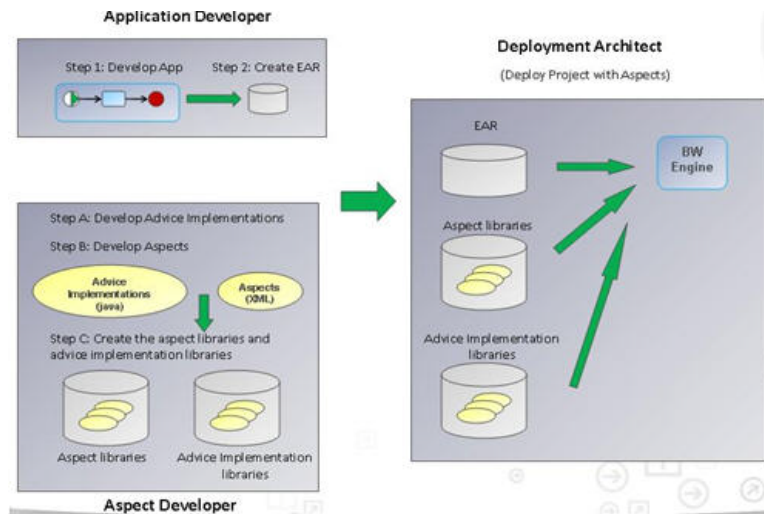 Application Developer
Step 1: Develop App
Step 2: Create EAR
Step A: Develop Advice Implementations
Step B: Develop Aspects
Advice
Implementations
(java)
Aspects
(XML)
Step C: Create the aspect libraries and
advice implementation libraries
Aspect libraries
Advice Implementation
libraries
Aspect Developer
Deployment Architect
(Deploy Project with Aspects)
EAR
BW
Engine
Aspect libraries
Advice Implementation
libraries